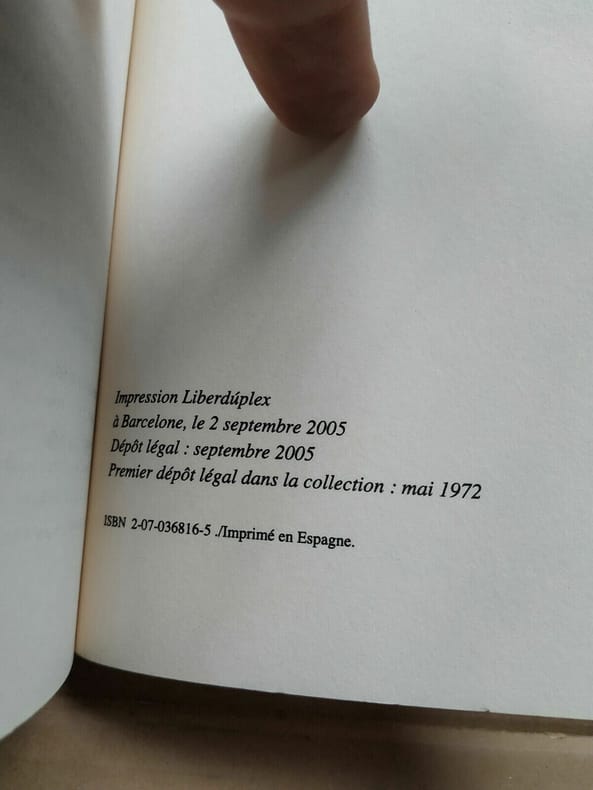 Impression Liberdúplex
à Barcelone, le 2 septembre 2005
Dépôt légal : septembre 2005
Premier dépôt légal dans la collection : mai 1972
ISBN 2-07-036816-5 ./Imprimé en Espagne.